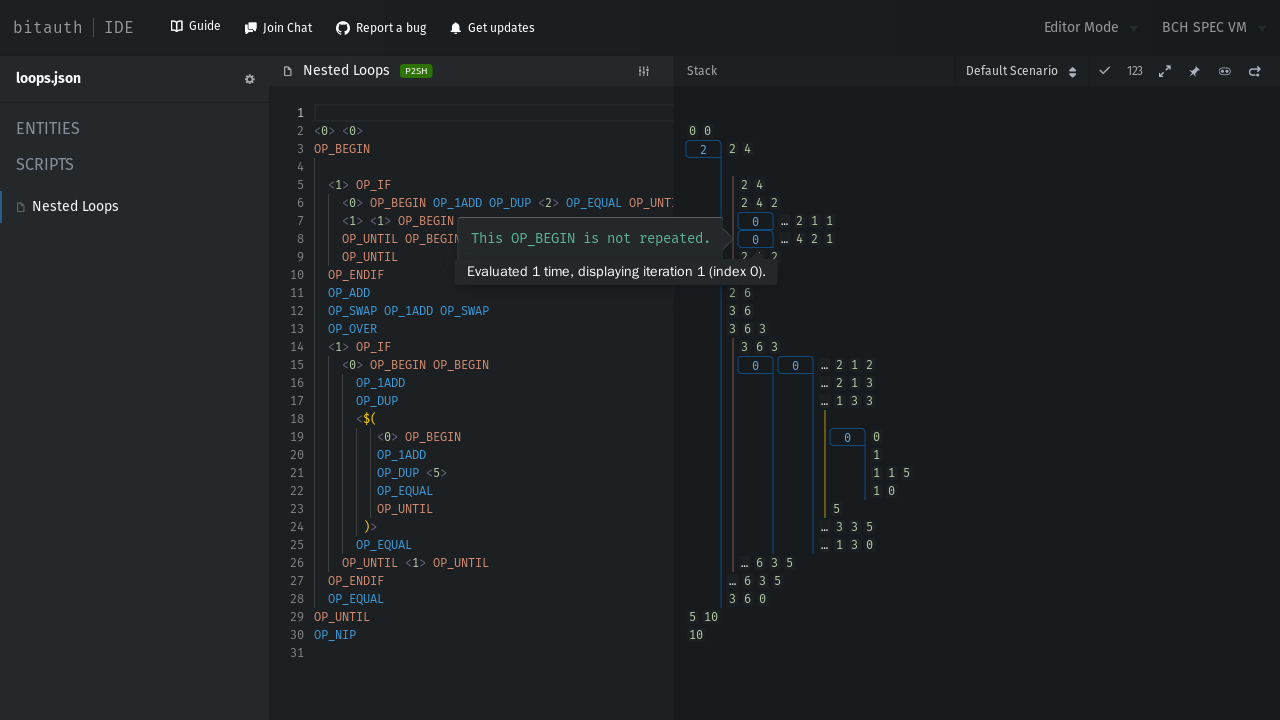 bitauth | IDE Guide Join Chat Report a bug Get updates Editor Mode BCH SPEC VM
loops.json
ENTITIES
SCRIPTS
Nested Loops
Nested Loops P2SH
Stack Default Scenario 123
1
2 <0> <0> 0 0
3 OP_BEGIN 2 2 4
4
5 <1> OP_IF 2 4
6 <0> OP_BEGIN OP_1ADD OP_DUP <2> OP_EQUAL OP_UNTI 2 4 2
7 <1> <1> OP_BEGIN 0 … 2 1 1
8 OP_UNTIL OP_BEGIN 0 … 4 2 1
This OP_BEGIN is not repeated.
9 OP_UNTIL
Evaluated 1 time, displaying iteration 1 (index 0).
10 OP_ENDIF
11 OP_ADD 2 6
12 OP_SWAP OP_1ADD OP_SWAP 3 6
13 OP_OVER 3 6 3
14 <1> OP_IF 3 6 3
15 <0> OP_BEGIN OP_BEGIN 0 0 … 2 1 2
16 OP_1ADD … 2 1 3
17 OP_DUP … 1 3 3
18 <$(
19 <0> OP_BEGIN 0 0
20 OP_1ADD 1
21 OP_DUP <5> 1 1 5
22 OP_EQUAL 1 0
23 OP_UNTIL 5
24 )> … 3 3 5
25 OP_EQUAL … 1 3 0
26 OP_UNTIL <1> OP_UNTIL … 6 3 5
27 OP_ENDIF … 6 3 5
28 OP_EQUAL 3 6 0
29 OP_UNTIL 5 10
30 OP_NIP 10
31